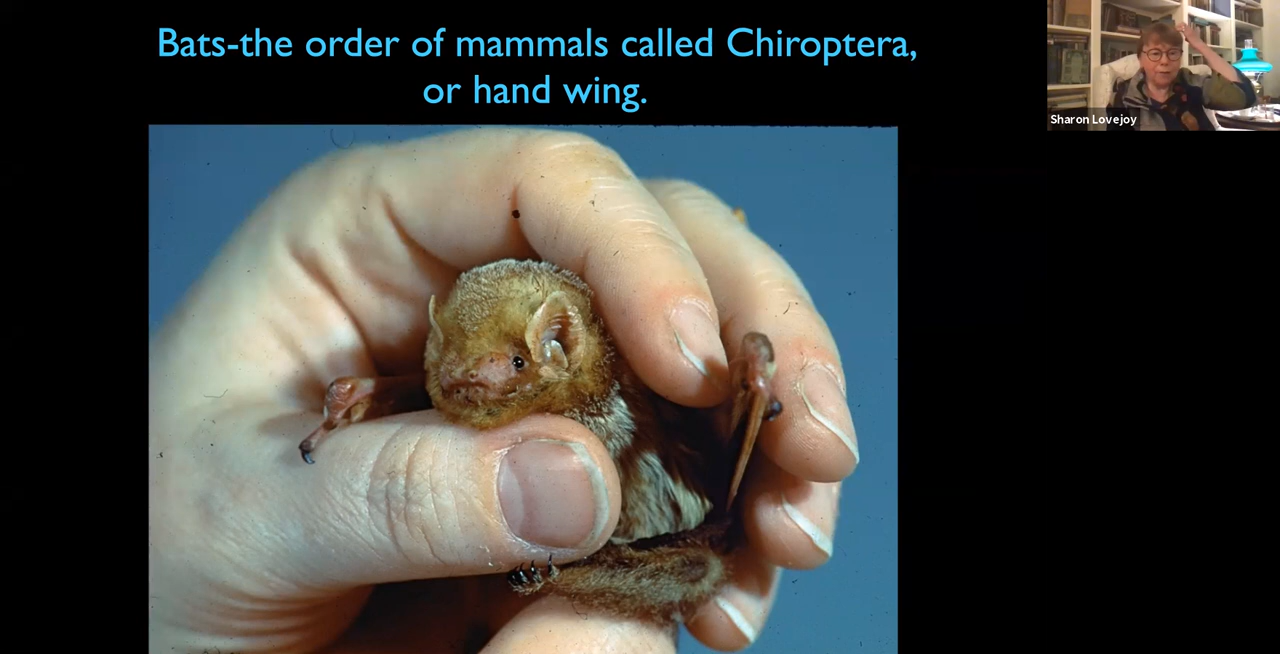 Bats-the order of mammals called Chiroptera,
or hand wing.
Sharon Lovejoy